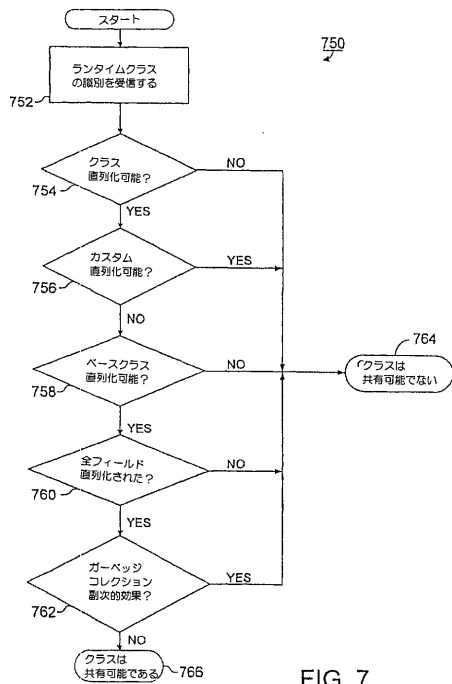 スタート
750
ランタイムクラス
の識別を受信する
752
クラス
直列化可能?
NO
754
YES
カスタム
直列化可能?
YES
756
NO
764
クラスは
共有可能でない
ベースクラス
直列化可能?
NO
758
YES
全フィールド
直列化された?
NO
760
YES
ガーベッジ
コレクション
副次的効果?
YES
762
NO
クラスは
共有可能である
766
FIG. 7